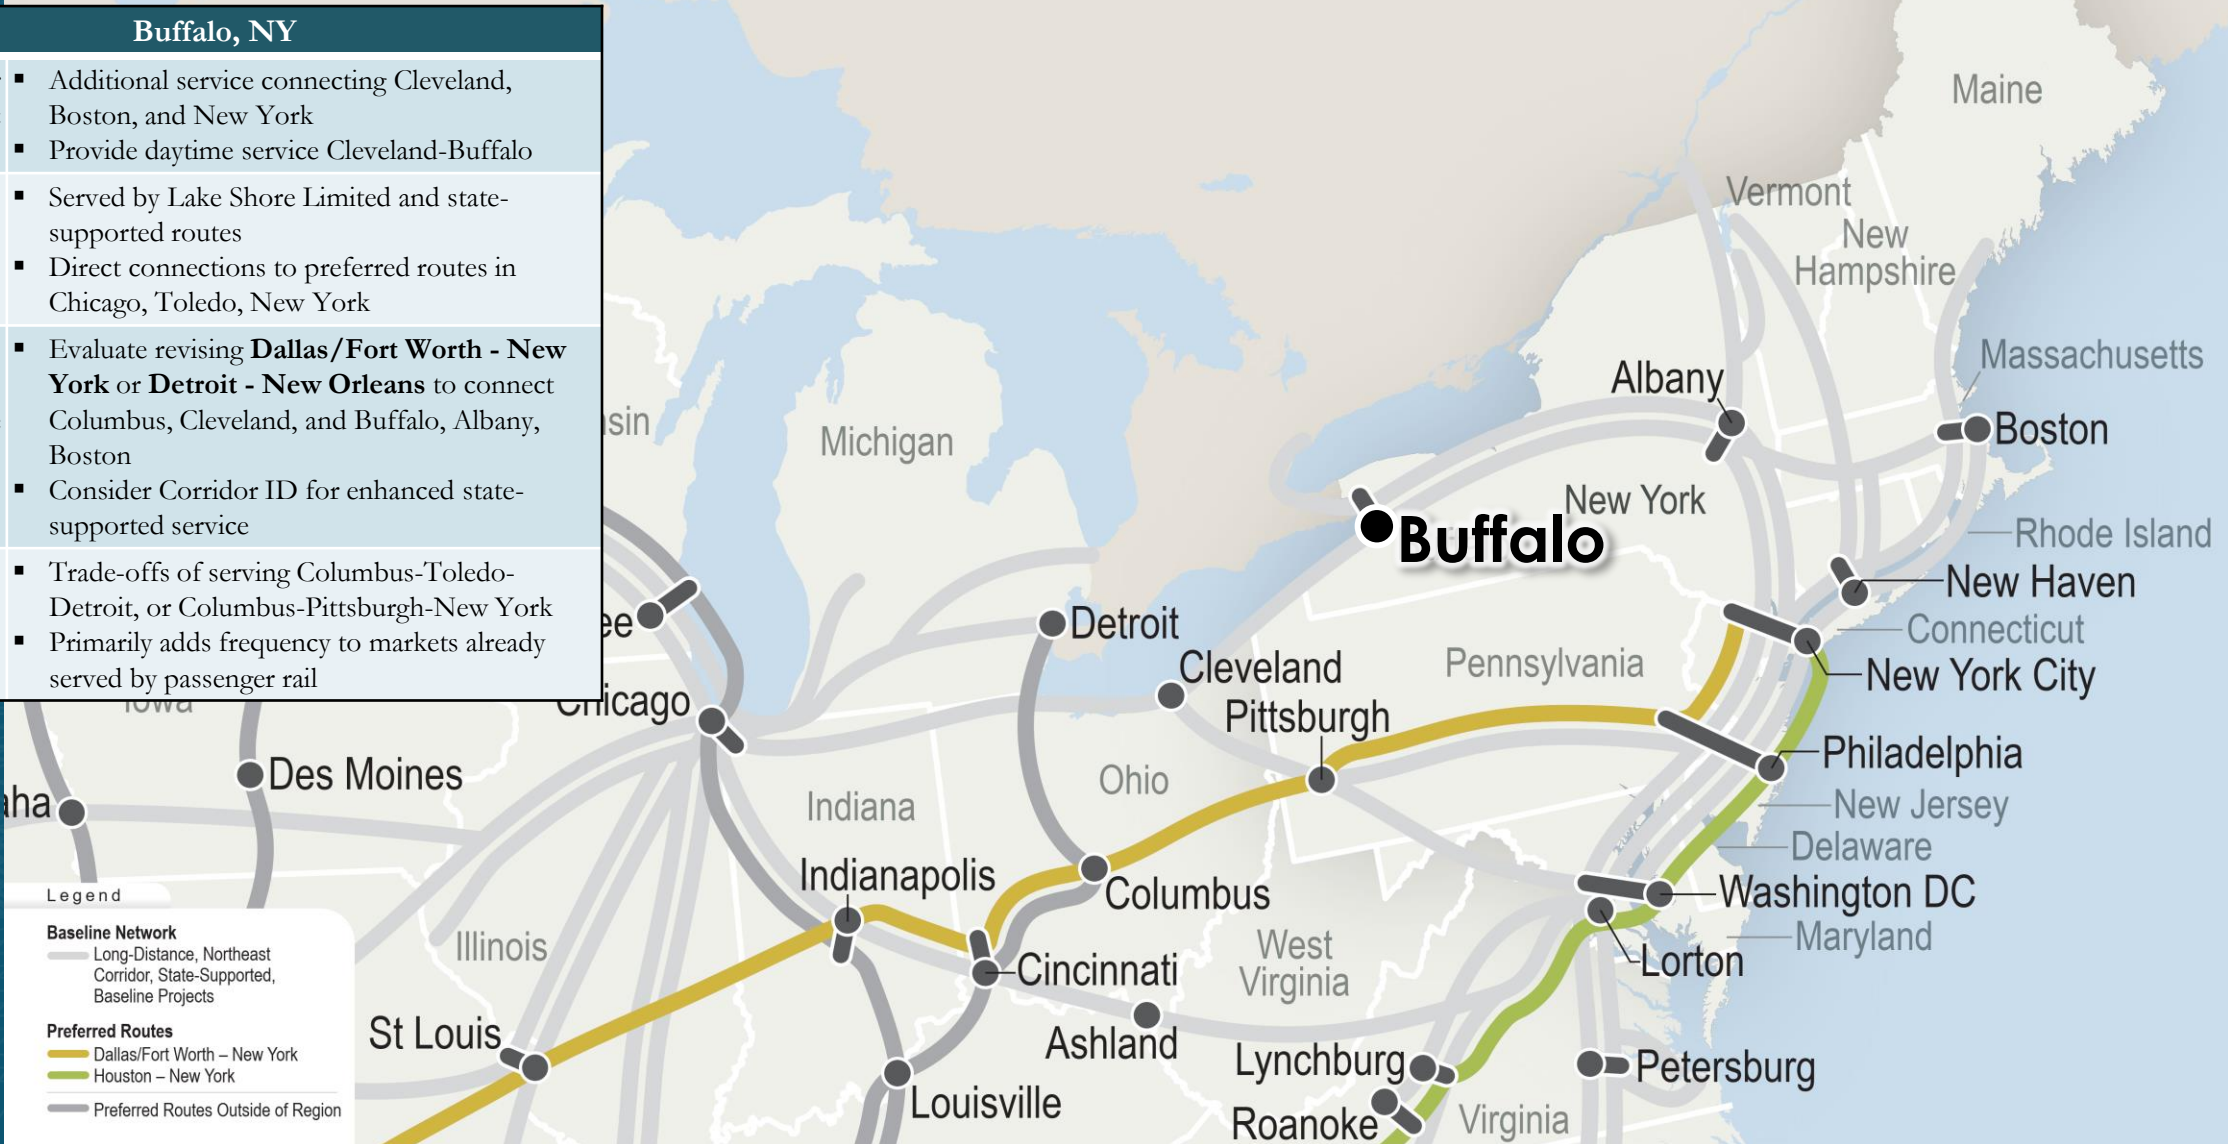 Buffalo, NY
▪ Additional service connecting Cleveland,
Boston, and New York
▪ Provide daytime service Cleveland-Buffalo
▪ Served by Lake Shore Limited and state-
supported routes
▪ Direct connections to preferred routes in
Chicago, Toledo, New York
▪ Evaluate revising Dallas/Fort Worth - New
York or Detroit - New Orleans to connect
Columbus, Cleveland, and Buffalo, Albany,
Boston
▪ Consider Corridor ID for enhanced state-
supported service
▪ Trade-offs of serving Columbus-Toledo-
Detroit, or Columbus-Pittsburgh-New York
▪ Primarily adds frequency to markets already
served by passenger rail
Maine
Vermont
New
Hampshire
Massachusetts
Albany
Boston
sin
Michigan
New York
Buffalo
Rhode Island
New Haven
Connecticut
ee
Detroit
Cleveland
Pennsylvania
New York City
Iowa
Chicago
Pittsburgh
Philadelphia
Des Moines
Ohio
Indiana
New Jersey
aha
Delaware
Indianapolis
Columbus
Washington DC
Maryland
Illinois
West
Virginia
Lorton
Cincinnati
St Louis
Ashland
Lynchburg
Petersburg
Louisville
Roanoke
Virginia
Legend
Baseline Network
Long-Distance, Northeast
Corridor, State-Supported,
Baseline Projects
Preferred Routes
Dallas/Fort Worth – New York
Houston – New York
Preferred Routes Outside of Region